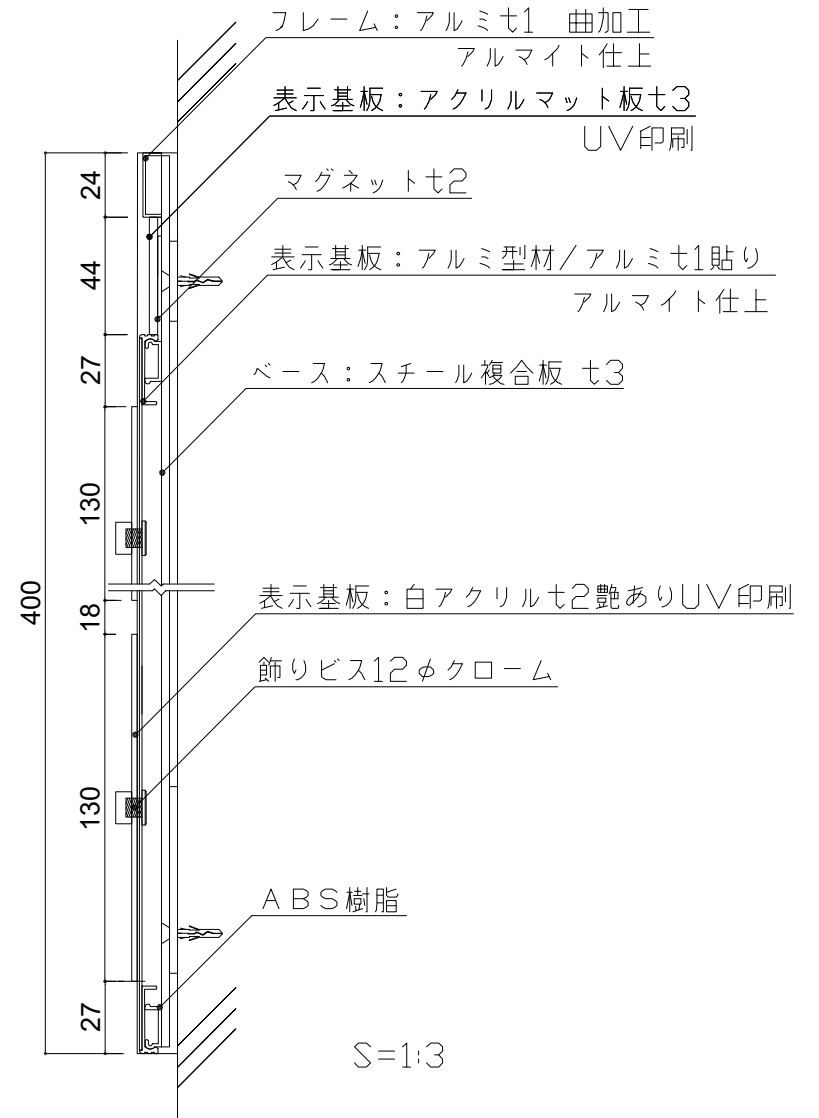 フレーム：アルミt1　曲加工
アルマイト仕上
表示基板：アクリルマット板t3
UV印刷
マグネットt2
表示基板：アルミ型材/アルミt1貼り
アルマイト仕上
ベース：スチール複合板 t3
表示基板：白アクリルt2艶ありUV印刷
飾りビス12φクローム
ABS樹脂
24
44
27
130
18
130
27
400
S=1:3